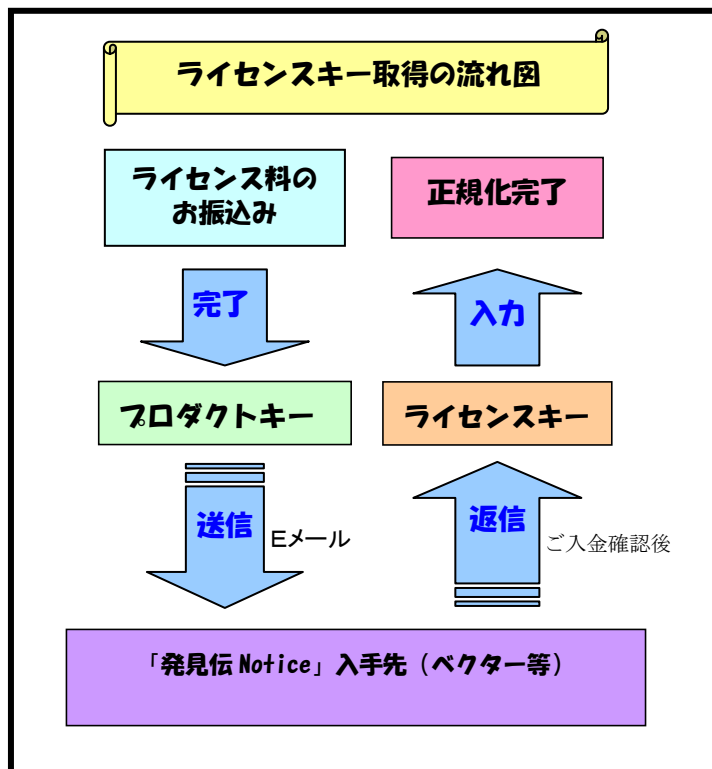 ライセンスキー取得の流れ図
ライセンス料の
お振込み
正規化完了
完了
入力
プロダクトキー
ライセンスキー
送信
Eメール
返信
ご入金確認後
「発見伝 Notice」入手先（ベクター等）